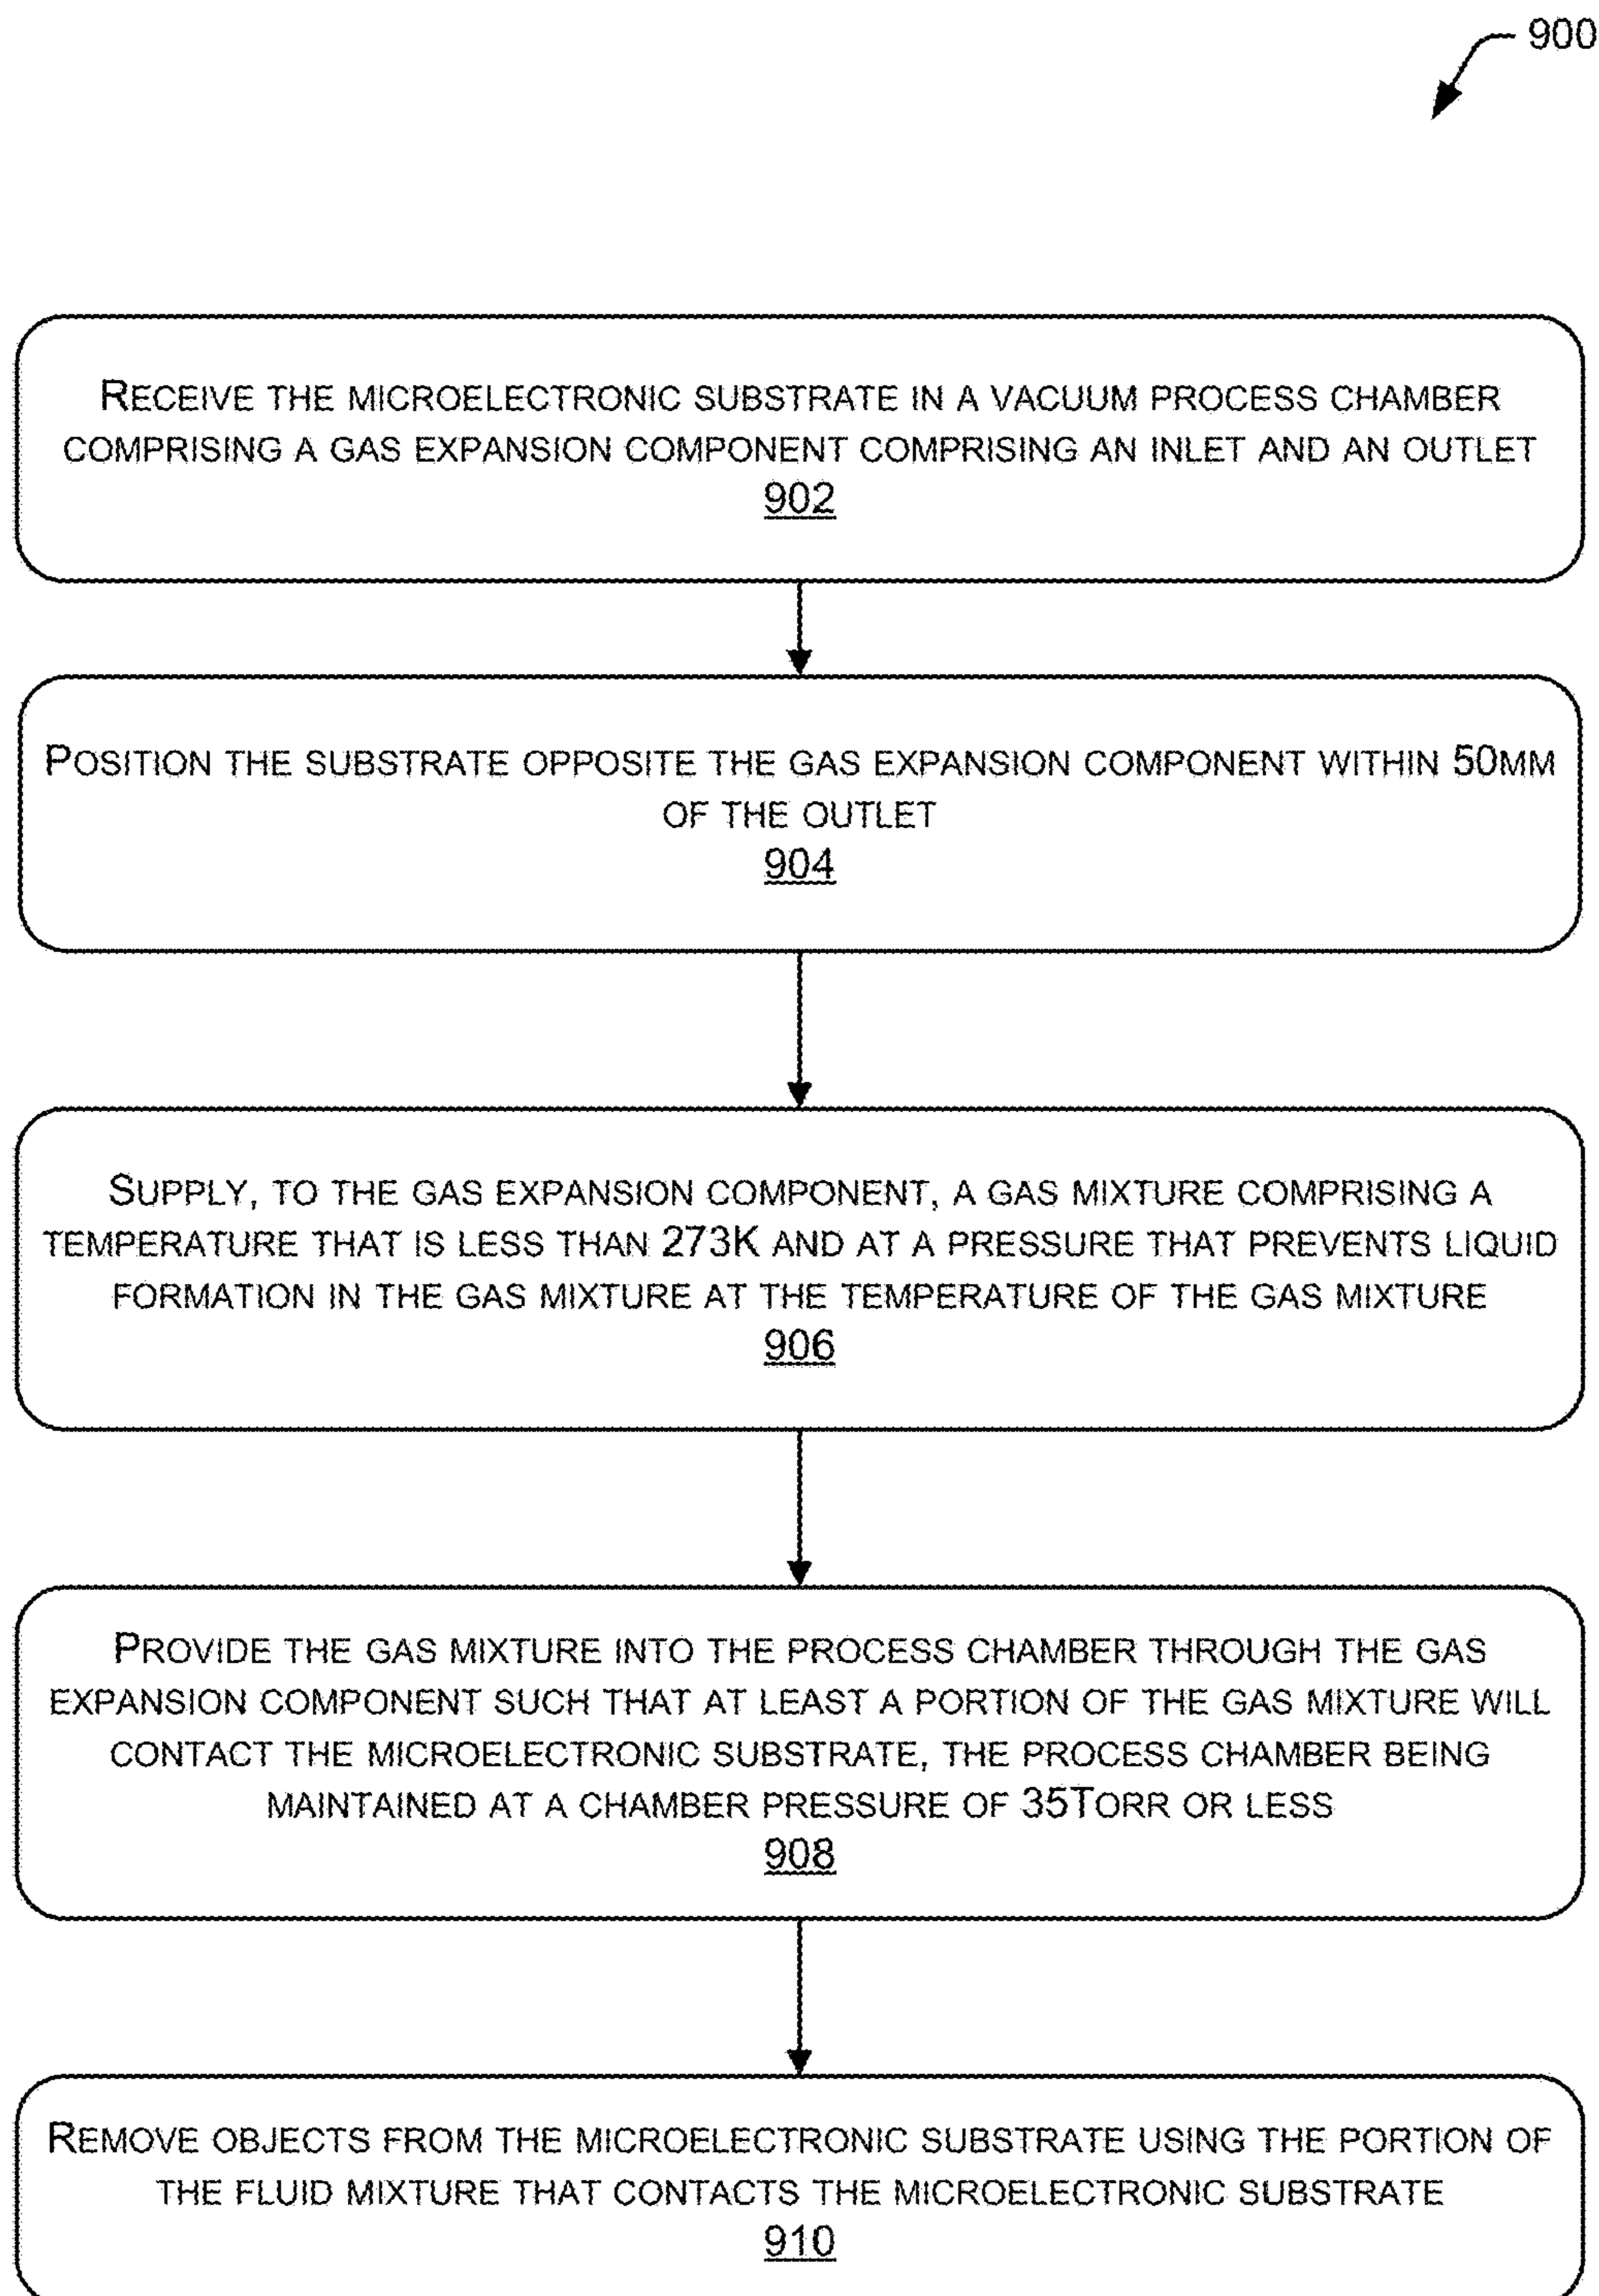 900
RECEIVE THE MICROELECTRONIC SUBSTRATE IN A VACUUM PROCESS CHAMBER
COMPRISING A GAS EXPANSION COMPONENT COMPRISING AN INLET AND AN OUTLET
902
POSITION THE SUBSTRATE OPPOSITE THE GAS EXPANSION COMPONENT WITHIN 50MM
OF THE OUTLET
904
SUPPLY, TO THE GAS EXPANSION COMPONENT, A GAS MIXTURE COMPRISING A
TEMPERATURE THAT IS LESS THAN 273K AND AT A PRESSURE THAT PREVENTS LIQUID
FORMATION IN THE GAS MIXTURE AT THE TEMPERATURE OF THE GAS MIXTURE
906
PROVIDE THE GAS MIXTURE INTO THE PROCESS CHAMBER THROUGH THE GAS
EXPANSION COMPONENT SUCH THAT AT LEAST A PORTION OF THE GAS MIXTURE WILL
CONTACT THE MICROELECTRONIC SUBSTRATE, THE PROCESS CHAMBER BEING
MAINTAINED AT A CHAMBER PRESSURE OF 35TORR OR LESS
908
REMOVE OBJECTS FROM THE MICROELECTRONIC SUBSTRATE USING THE PORTION OF
THE FLUID MIXTURE THAT CONTACTS THE MICROELECTRONIC SUBSTRATE
910